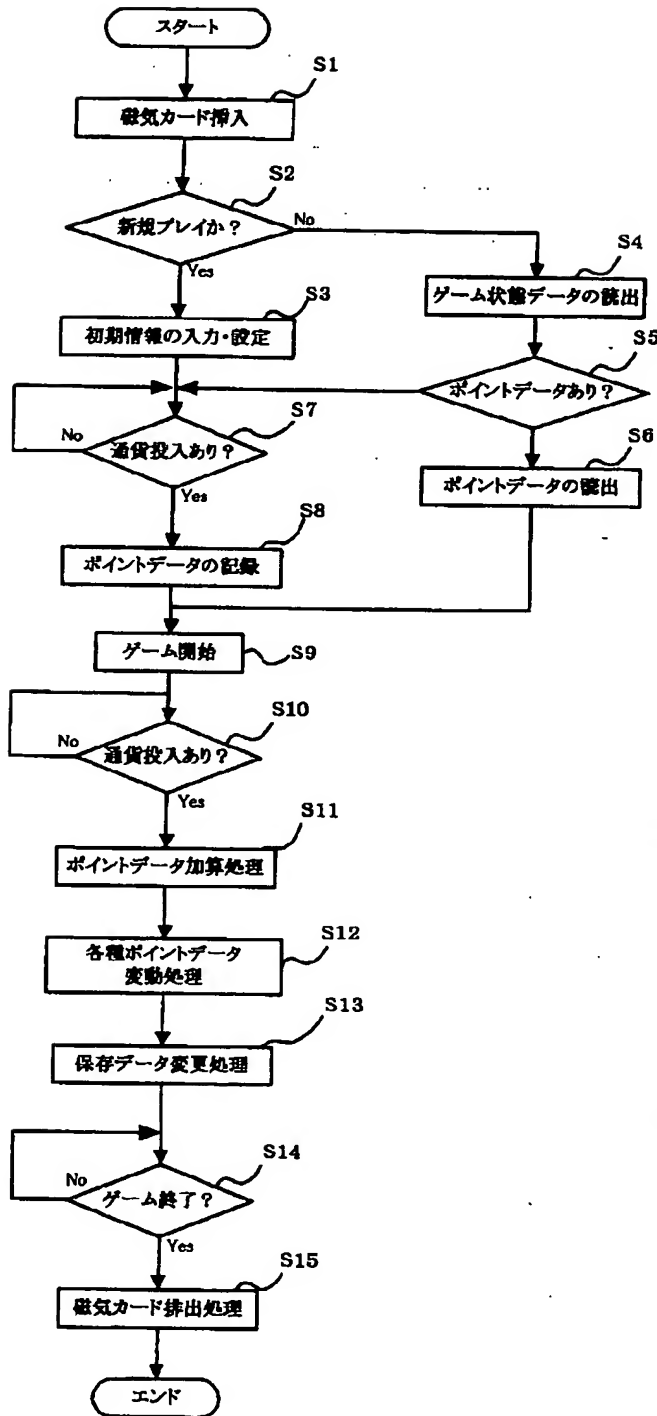 スタート
S1
磁気カード挿入
S2
新規プレイか？
No
Yes
S3
初期情報の入力・設定
S4
ゲーム状態データの読出
S5
ポイントデータあり？
S6
ポイントデータの読出
S7
通貨投入あり？
No
Yes
S8
ポイントデータの記録
ゲーム開始
S9
S10
通貨投入あり？
No
Yes
S11
ポイントデータ加算処理
S12
各種ポイントデータ
変動処理
S13
保存データ変更処理
S14
No
ゲーム終了？
Yes
S15
磁気カード排出処理
エンド